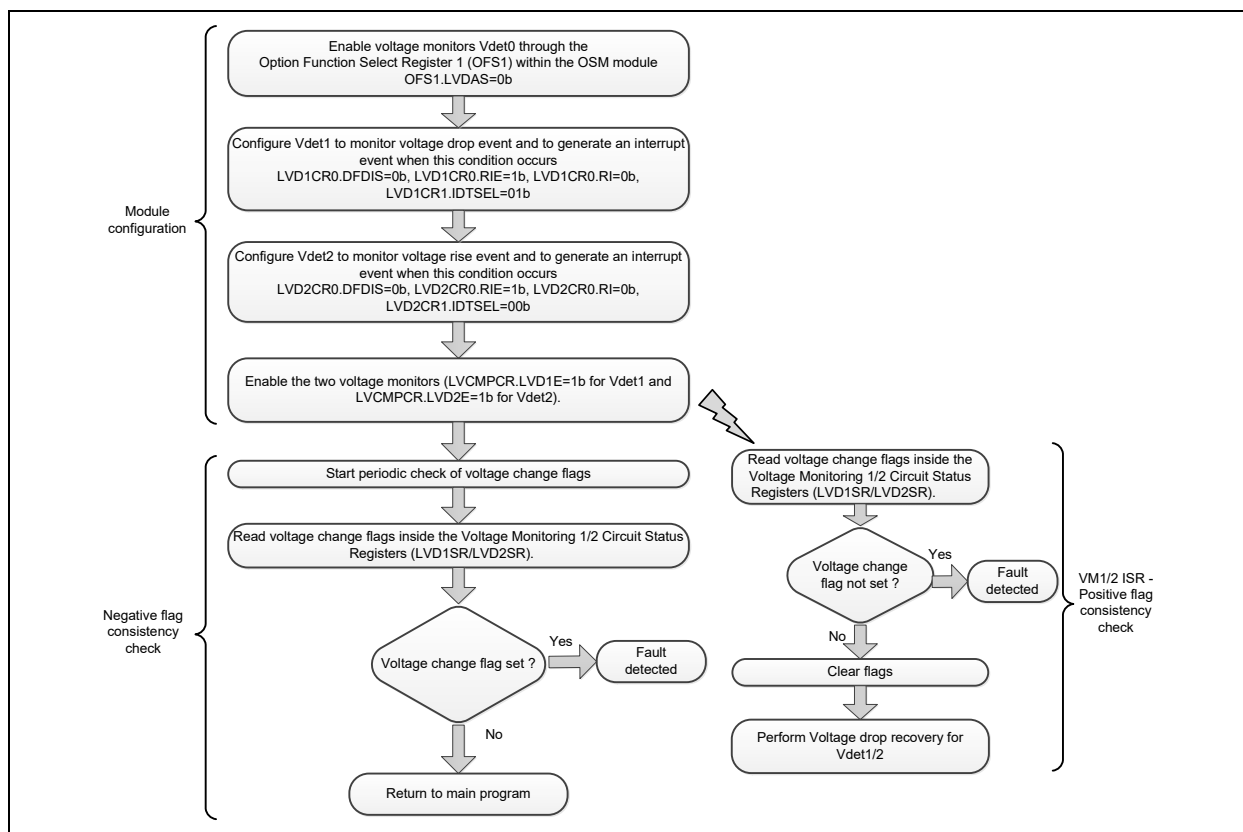 Enable voltage monitors Vdet0 through the
Option Function Select Register 1 (OFS1) within the OSM module
OFS1.LVDAS=0b
Configure Vdet1 to monitor voltage drop event and to generate an interrupt
event when this condition occurs
LVD1CR0.DFDIS=0b, LVD1CR0.RIE=1b, LVD1CR0.RI=0b,
LVD1CR1.IDTSEL=01b
Module
configuration
Configure Vdet2 to monitor voltage rise event and to generate an interrupt
event when this condition occurs
LVD2CR0.DFDIS=0b, LVD2CR0.RIE=1b, LVD2CR0.RI=0b,
LVD2CR1.IDTSEL=00b
Enable the two voltage monitors (LVCMPCR.LVD1E=1b for Vdet1 and
LVCMPCR.LVD2E=1b for Vdet2).
Start periodic check of voltage change flags
Read voltage change flags inside the Voltage Monitoring 1/2 Circuit Status
Registers (LVD1SR/LVD2SR).
Negative flag
consistency
check
Voltage change flag set ?
Yes
Fault
detected
No
Return to main program
Read voltage change flags inside the
Voltage Monitoring 1/2 Circuit Status
Registers (LVD1SR/LVD2SR).
Voltage change
flag not set ?
Yes
Fault
detected
VM1/2 ISR -
Positive flag
consistency
check
No
Clear flags
Perform Voltage drop recovery for
Vdet1/2